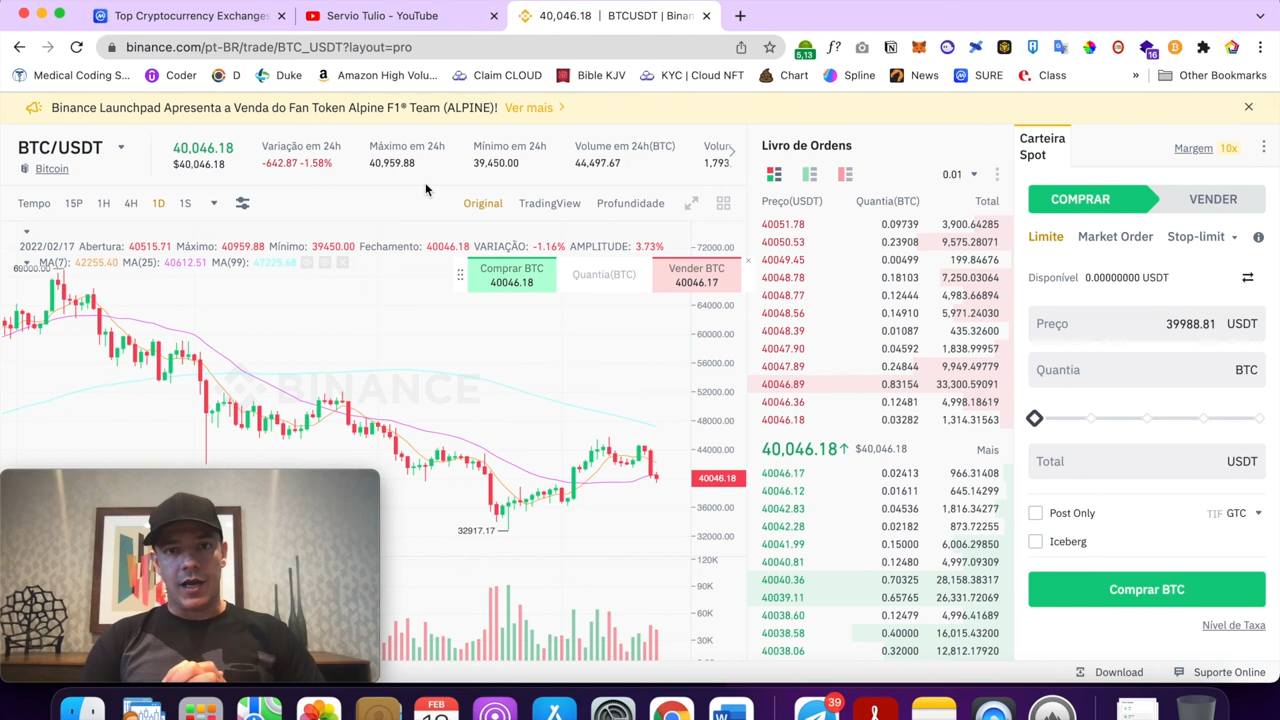 Top Cryptocurrency Exchanges
Servio Tulio - YouTube
40,046.18 | BTCUSDT | Binan
binance.com/pt-BR/trade/BTC_USDT?layout=pro
5,13
16
Medical Coding S...
Coder
D
Duke
Amazon High Volu...
Claim CLOUD
Bible KJV
KYC | Cloud NFT
Chart
Spline
News
SURE
Class
»
Other Bookmarks
Binance Launchpad Apresenta a Venda do Fan Token Alpine F1® Team (ALPINE)! Ver mais
BTC/USDT
Bitcoin
40,046.18
$40,046.18
Variação em 24h
-642.87 -1.58%
Máximo em 24h
40,959.88
Mínimo em 24h
39,450.00
Volume em 24h(BTC)
44,497.67
Volum
1,793.
Tempo 15P 1H 4H 1D 1S
Original TradingView Profundidade
2022/02/17 Abertura: 40515.71 Máximo: 40959.88 Mínimo: 39450.00 Fechamento: 40046.18 VARIAÇÃO: -1.16% AMPLITUDE: 3.73%
MA(7): 42255.40 MA(25): 40612.51 MA(99): 47225.68
69000.00
Comprar BTC
40046.18
Quantia(BTC)
Vender BTC
40046.17
BINANCE
72000.00
64000.00
60000.00
56000.00
52000.00
48000.00
44000.00
40046.18
36000.00
32000.00
32917.17
120K
90K
60K
30K
Livro de Ordens
0.01
Preço(USDT) Quantia(BTC) Total
40051.78 0.09739 3,900.64285
40050.53 0.23908 9,575.28071
40049.45 0.00499 199.84676
40048.78 0.18103 7,250.03064
40048.77 0.12444 4,983.66894
40048.56 0.14910 5,971.24030
40048.39 0.01087 435.32600
40047.90 0.04592 1,838.99957
40047.89 0.24844 9,949.49779
40046.89 0.83154 33,300.59091
40046.36 0.12481 4,998.18619
40046.18 0.03282 1,314.31563
40,046.18↑ $40,046.18 Mais
40046.17 0.02413 966.31408
40046.12 0.01611 645.14299
40042.83 0.04536 1,816.34277
40042.28 0.02182 873.72255
40041.99 0.15000 6,006.29850
40040.81 0.12480 4,997.09309
40040.36 0.70325 28,158.38317
40039.11 0.65765 26,331.72069
40038.60 0.12479 4,996.41689
40038.58 0.40000 16,015.43200
40038.06 0.32000 12,812.17920
Carteira
Spot
Margem 10x
COMPRAR VENDER
Limite Market Order Stop-limit
Disponível 0.00000000 USDT
Preço 39988.81 USDT
Quantia BTC
Total USDT
Post Only TIF GTC
Iceberg
Comprar BTC
Nível de Taxa
Download Suporte Online
FEB
39